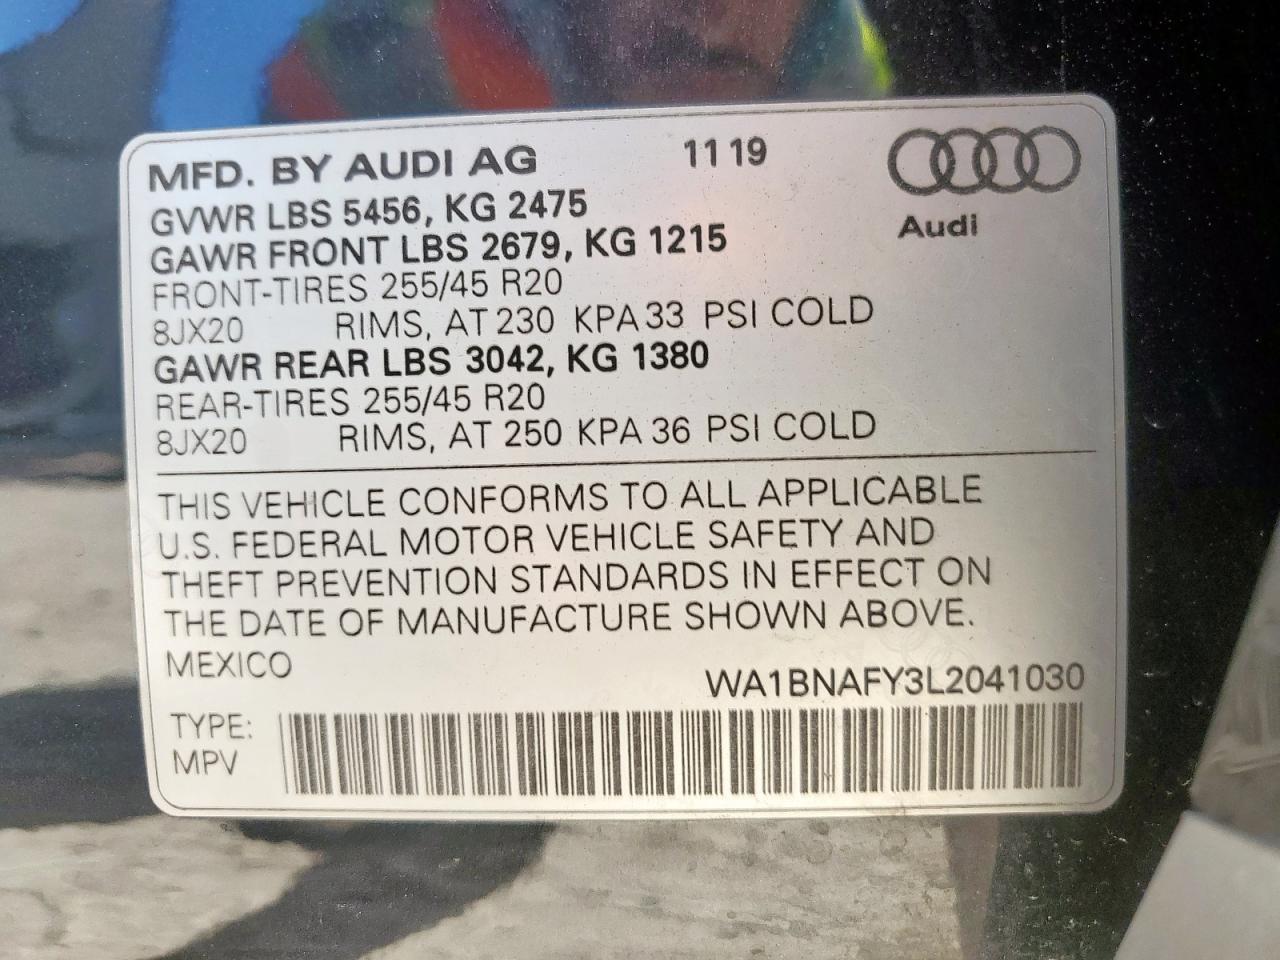 MFD. BY AUDI AG 11 19
Audi
GVWR LBS 5456, KG 2475
GAWR FRONT LBS 2679, KG 1215
FRONT-TIRES 255/45 R20
8JX20 RIMS, AT 230 KPA 33 PSI COLD
GAWR REAR LBS 3042, KG 1380
REAR-TIRES 255/45 R20
8JX20 RIMS, AT 250 KPA 36 PSI COLD
THIS VEHICLE CONFORMS TO ALL APPLICABLE
U.S. FEDERAL MOTOR VEHICLE SAFETY AND
THEFT PREVENTION STANDARDS IN EFFECT ON
THE DATE OF MANUFACTURE SHOWN ABOVE.
MEXICO
WA1BNAFY3L2041030
TYPE:
MPV